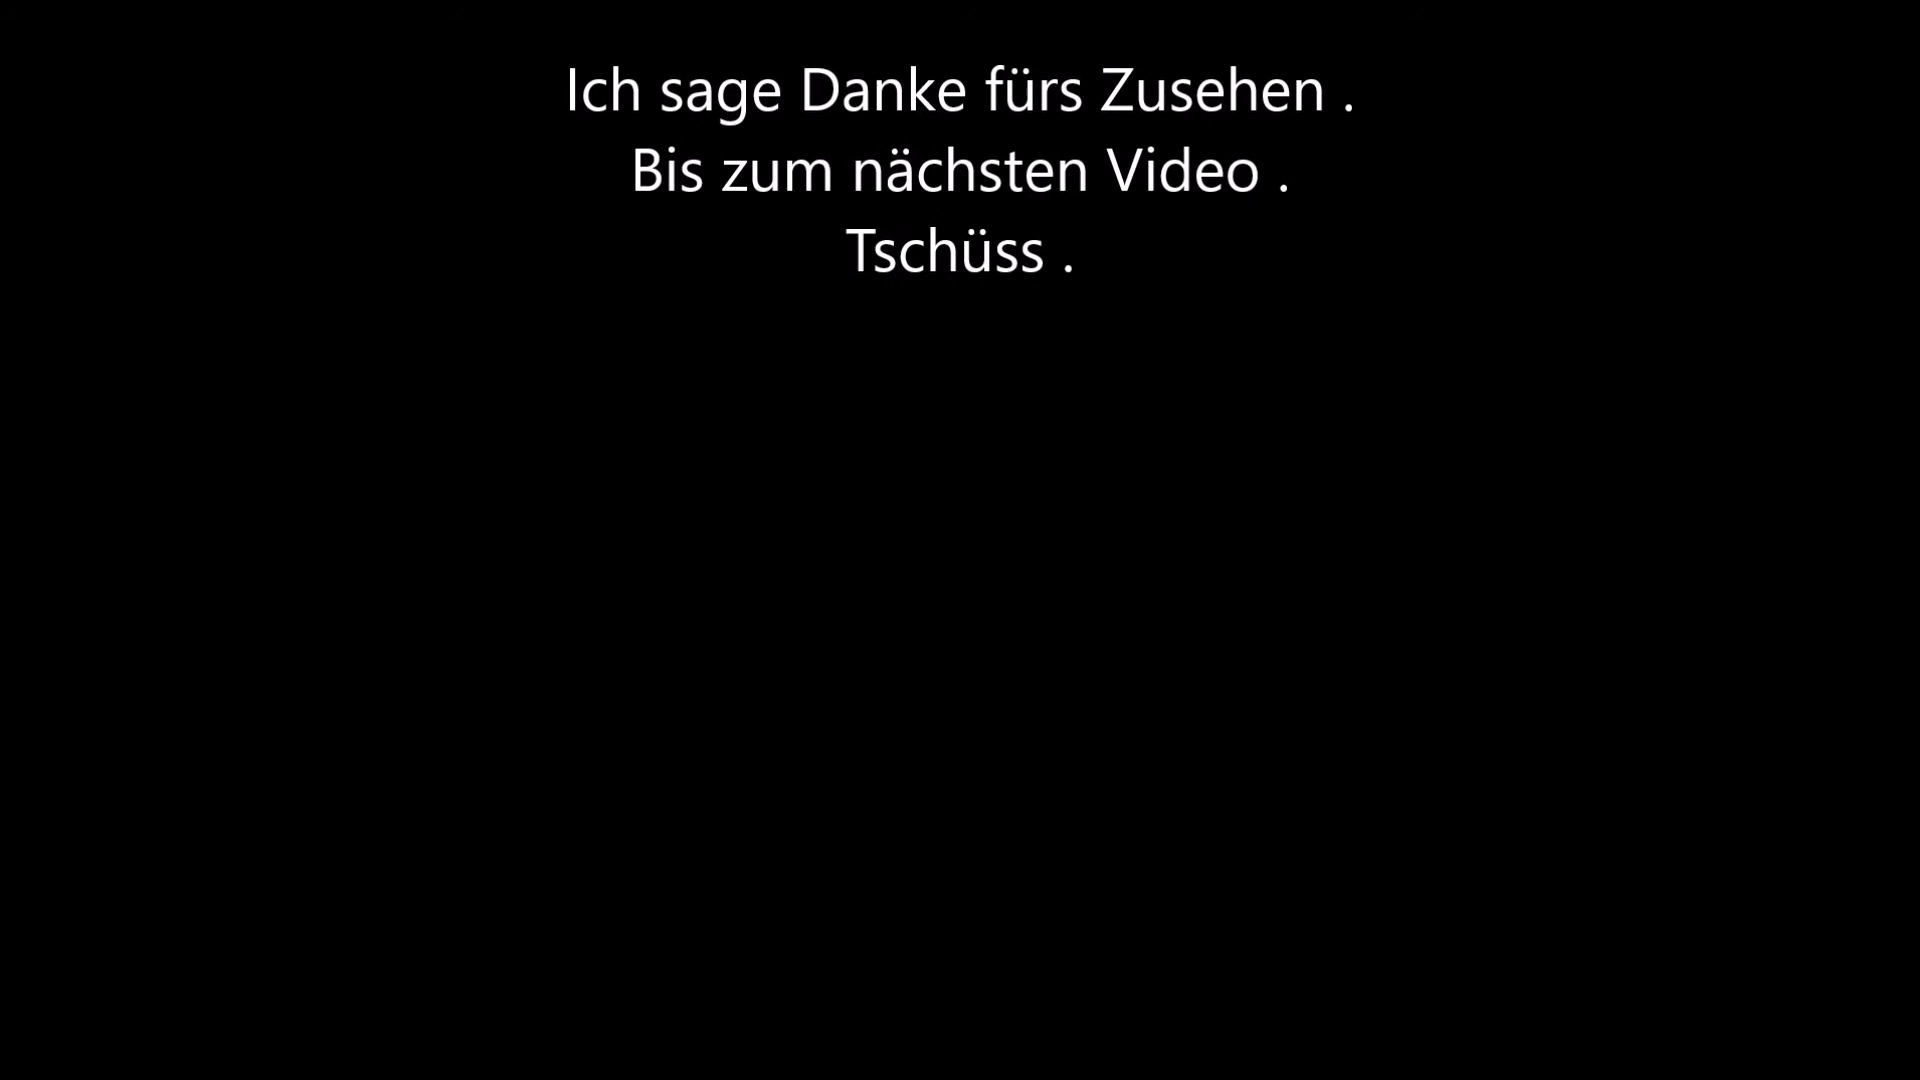 Ich sage Danke fürs Zusehen .
Bis zum nächsten Video .
Tschüss .